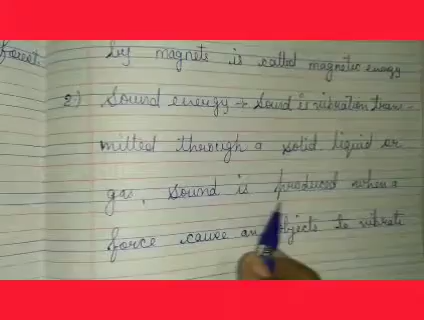 forest.
by magnets is called magnetic energy
2) Sound energy → Sound is vibration trans-
mitted through a solid liquid or
gas. Sound is produced when a
force cause an objects to vibrate